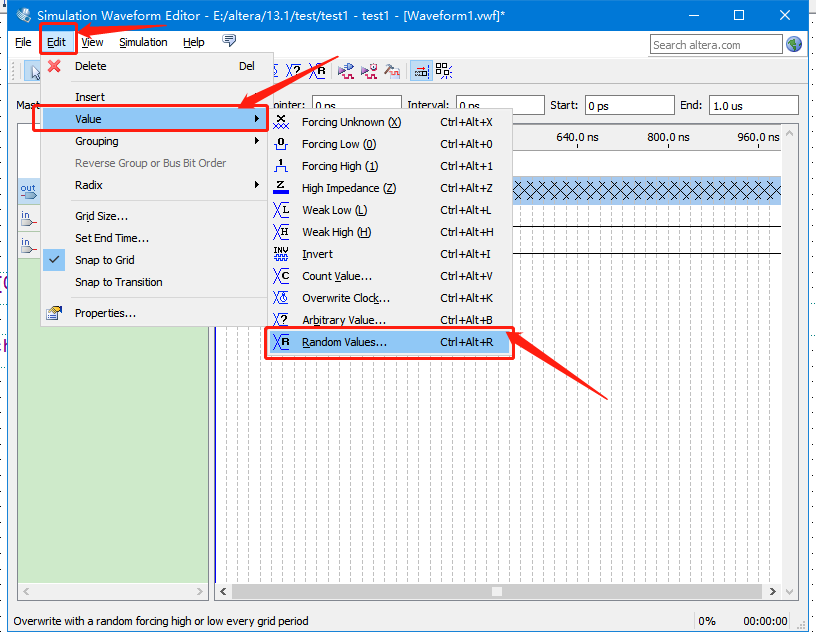 Simulation Waveform Editor - E:/altera/13.1/test/test1 - test1 - [Waveform1.vwf]*
File Edit View Simulation Help
Search altera.com
Interval: 0 ps Start: 0 ps End: 1.0 us
0 ps
640.0 ns 800.0 ns 960.0 ns
Delete Del
Insert
Value
Grouping
Reverse Group or Bus Bit Order
Radix
Grid Size...
Set End Time...
Snap to Grid
Snap to Transition
Properties...
Forcing Unknown (X) Ctrl+Alt+X
Forcing Low (0) Ctrl+Alt+0
Forcing High (1) Ctrl+Alt+1
High Impedance (Z) Ctrl+Alt+Z
Weak Low (L) Ctrl+Alt+L
Weak High (H) Ctrl+Alt+H
Invert Ctrl+Alt+I
Count Value... Ctrl+Alt+V
Overwrite Clock... Ctrl+Alt+K
Arbitrary Value... Ctrl+Alt+B
Random Values... Ctrl+Alt+R
out
in
in
Overwrite with a random forcing high or low every grid period
0% 00:00:00